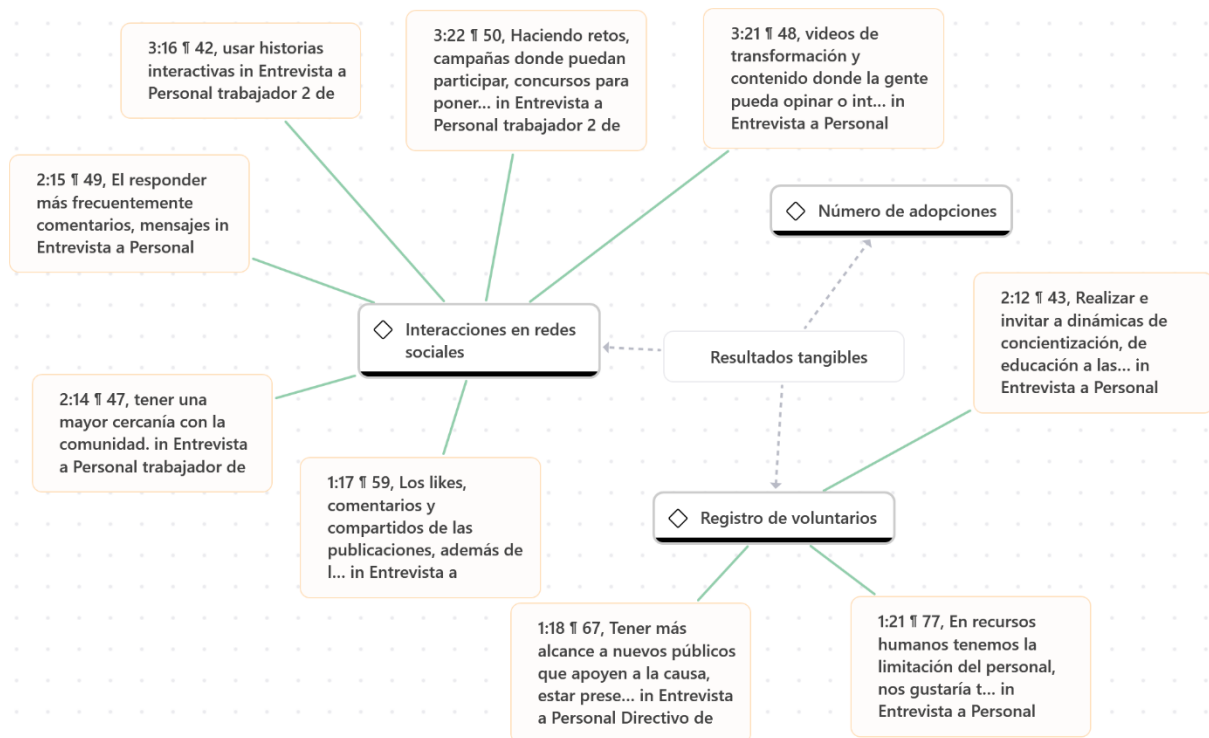 3:16 ¶ 42, usar historias
interactivas in Entrevista a
Personal trabajador 2 de
3:22 ¶ 50, Haciendo retos,
campañas donde puedan
participar, concursos para
poner... in Entrevista a
Personal trabajador 2 de
3:21 ¶ 48, videos de
transformación y
contenido donde la gente
pueda opinar o int... in
Entrevista a Personal
2:15 ¶ 49, El responder
más frecuentemente
comentarios, mensajes in
Entrevista a Personal
Número de adopciones
2:12 ¶ 43, Realizar e
invitar a dinámicas de
concientización, de
educación a las... in
Entrevista a Personal
Interacciones en redes
sociales
Resultados tangibles
2:14 ¶ 47, tener una
mayor cercanía con la
comunidad. in Entrevista
a Personal trabajador de
1:17 ¶ 59, Los likes,
comentarios y
compartidos de las
publicaciones, además de
l... in Entrevista a
Registro de voluntarios
1:18 ¶ 67, Tener más
alcance a nuevos públicos
que apoyen a la causa,
estar prese... in Entrevista
a Personal Directivo de
1:21 ¶ 77, En recursos
humanos tenemos la
limitación del personal,
nos gustaría t... in
Entrevista a Personal